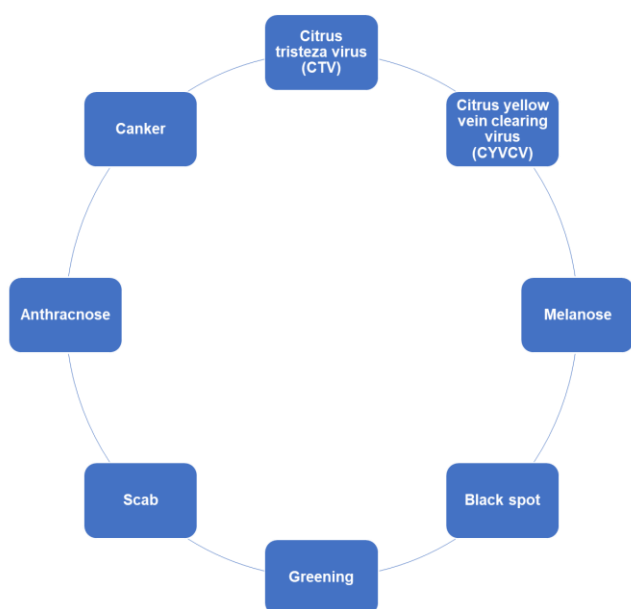 Citrus
tristeza virus
(CTV)
Citrus yellow
vein clearing
virus
(CYVCV)
Melanose
Black spot
Greening
Scab
Anthracnose
Canker